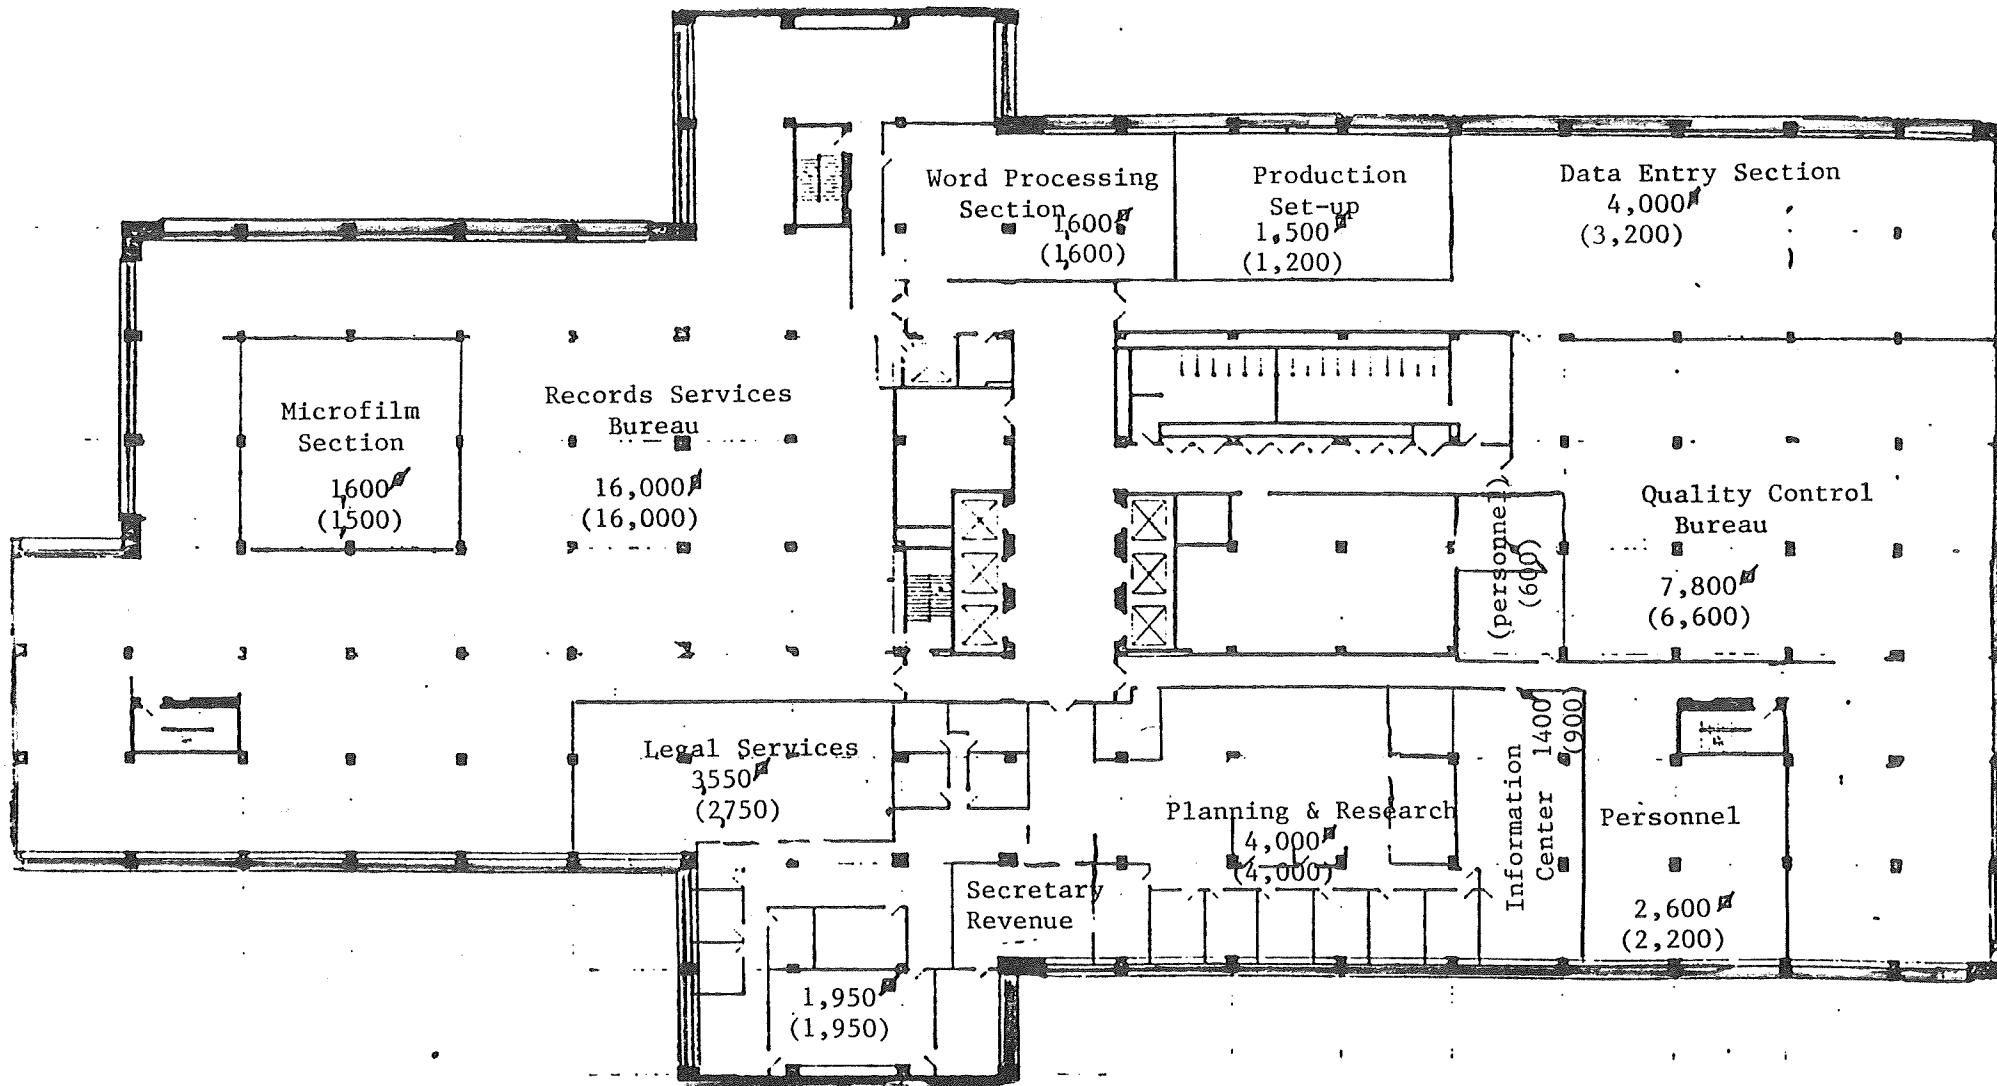 Word Processing
Section
1600
(1,600)
Production
Set-up
1,500
(1,200)
Data Entry Section
4,000
(3,200)
Microfilm
Section
1,600
(1,500)
Records Services
Bureau
16,000
(16,000)
(personnel)
(600)
Quality Control
Bureau
7,800
(6,600)
Legal Services
3550
(2,750)
Planning & Research
4,000
(4,000)
Information
Center 1400
(900)
Personnel
2,600
(2,200)
Secretary
Revenue
1,950
(1,950)